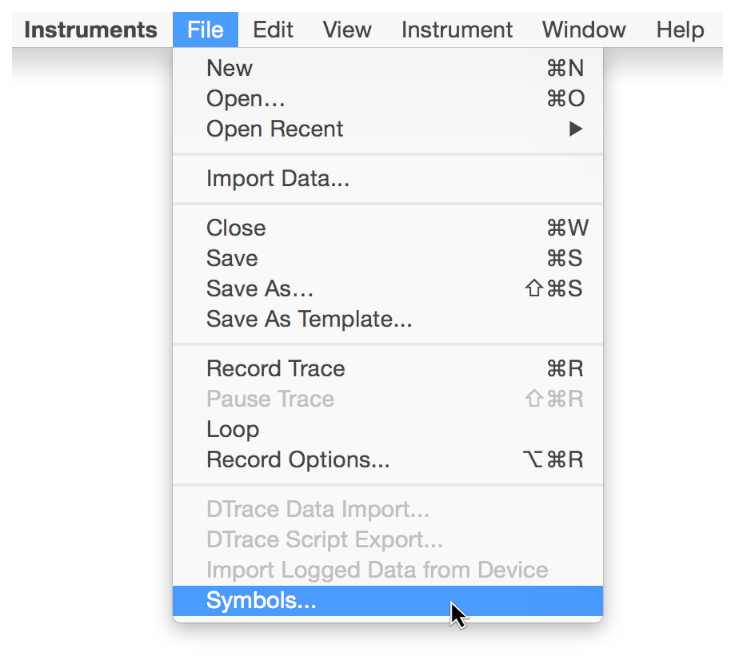 Instruments File Edit View Instrument Window Help
New ⌘N
Open... ⌘O
Open Recent ▶
Import Data...
Close ⌘W
Save ⌘S
Save As... ⇧⌘S
Save As Template...
Record Trace ⌘R
Pause Trace ⇧⌘R
Loop
Record Options... ⌥⌘R
DTrace Data Import...
DTrace Script Export...
Import Logged Data from Device
Symbols...